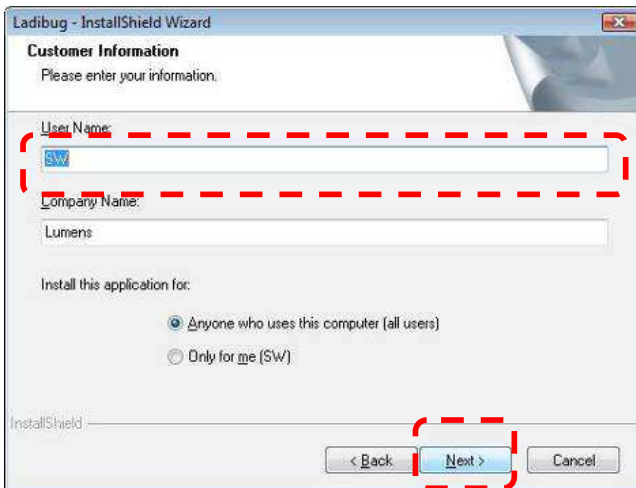 Ladibug - InstallShield Wizard
Customer Information
Please enter your information.
User Name:
SW
Company Name:
Lumens
Install this application for:
Anyone who uses this computer (all users)
Only for me (SW)
InstallShield
< Back Next > Cancel